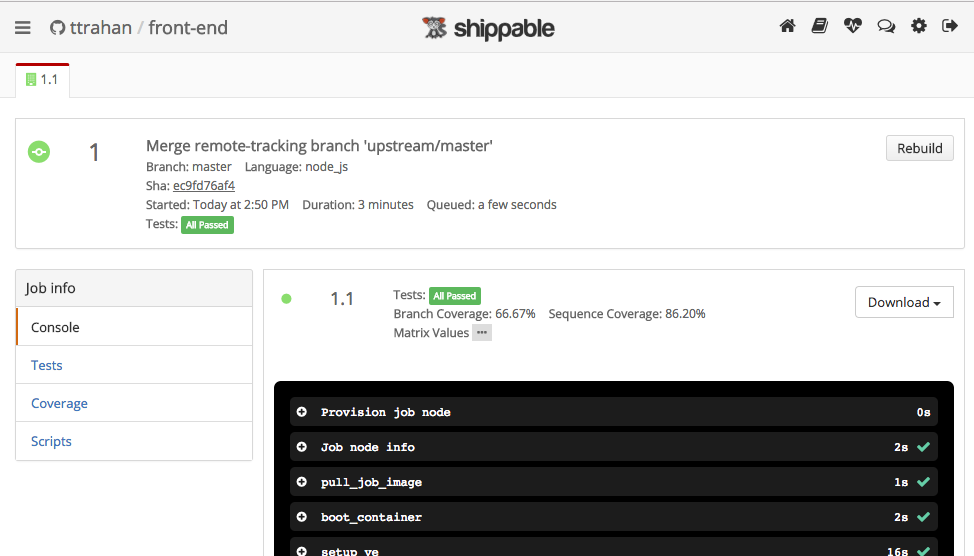 ttrahan / front-end
shippable
1.1
1
Merge remote-tracking branch 'upstream/master'
Rebuild
Branch: master Language: node_js
Sha: ec9fd76af4
Started: Today at 2:50 PM Duration: 3 minutes Queued: a few seconds
Tests: All Passed
Job info
Console
Tests
Coverage
Scripts
1.1
Tests: All Passed
Download
Branch Coverage: 66.67% Sequence Coverage: 86.20%
Matrix Values ...
Provision job node 0s
Job node info 2s
pull_job_image 1s
boot_container 2s
setup_ve 16s